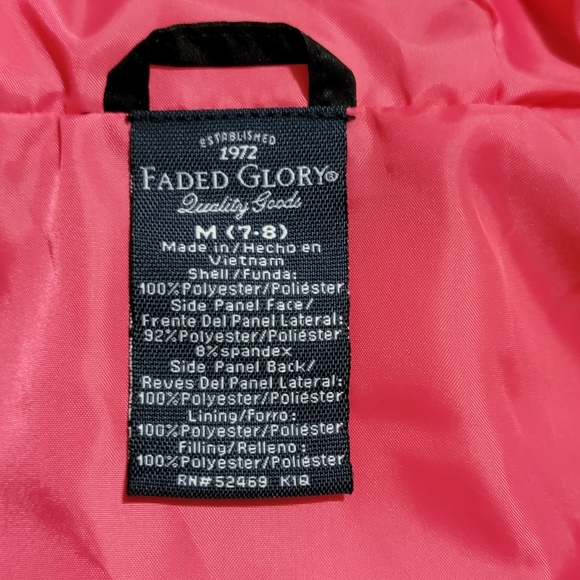 ESTABLISHED
1972
FADED GLORY®
Quality Goods
M (7-8)
Made in/Hecho en
Vietnam
Shell/Funda:
100%Polyester/Poliéster
Side Panel Face/
Frente Del Panel Lateral:
92%Polyester/Poliéster
8%spandex
Side Panel Back/
Revés Del Panel Lateral:
100%Polyester/Poliéster
Lining/Forro:
100%Polyester/Poliéster
Filling/Relleno:
100%Polyester/Poliéster
RN# 52469 KIQ